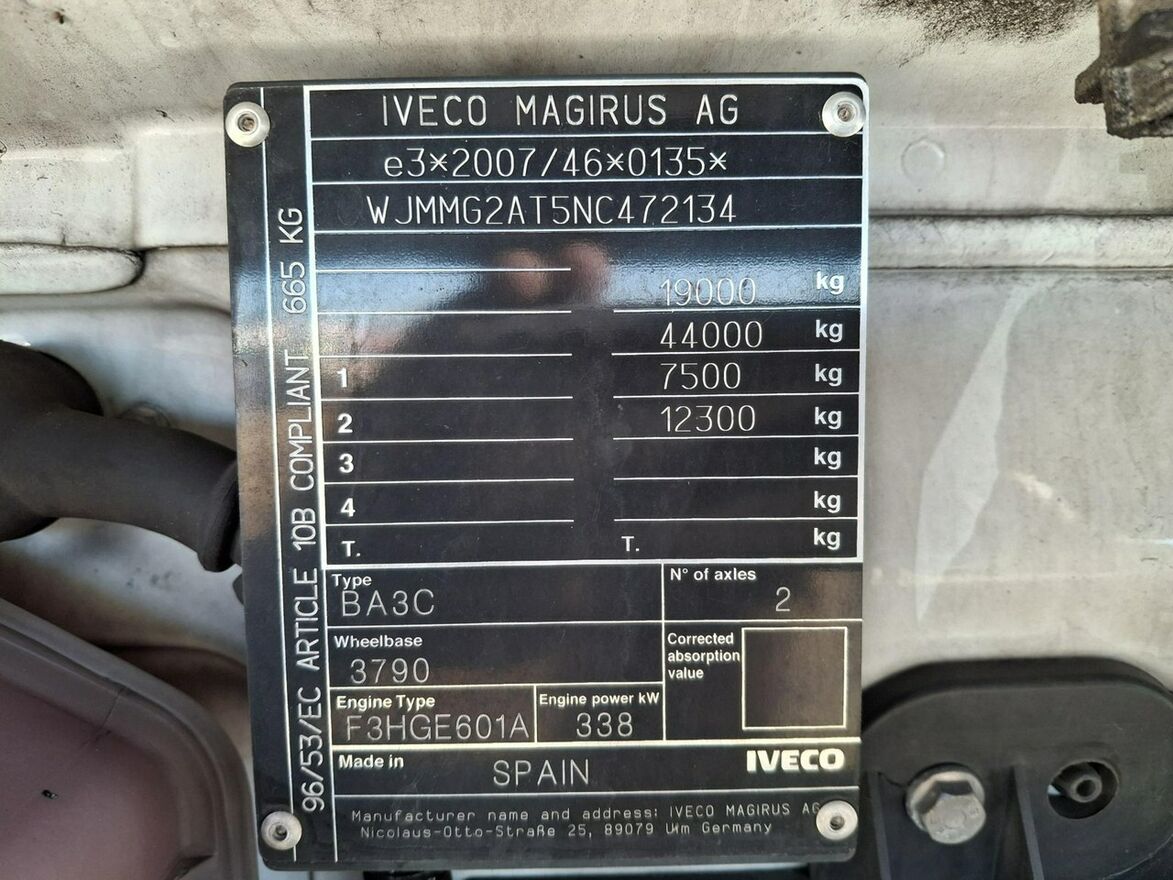 IVECO MAGIRUS AG
e3*2007/46*0135*
WJMMG2AT5NC472134
19000 kg
44000 kg
1 7500 kg
2 12300 kg
3 kg
4 kg
T. T. kg
Type
BA3C
N° of axles
2
Wheelbase
3790
Corrected
absorption
value
Engine Type
F3HGE601A
Engine power kW
338
Made in SPAIN
IVECO
Manufacturer name and address: IVECO MAGIRUS AG
Nicolaus-Otto-Straße 25, 89079 Ulm Germany
96/53/EC ARTICLE 10B COMPLIANT 665 KG